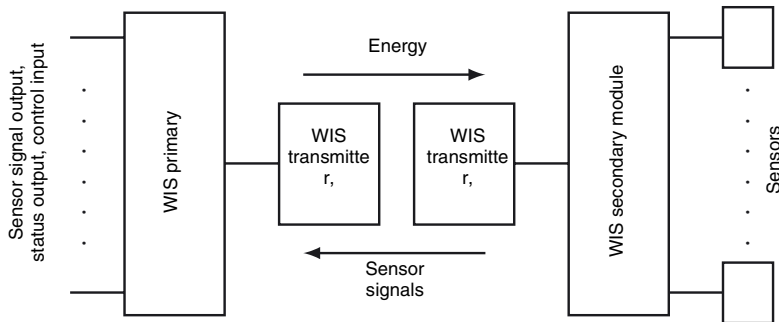 Sensor signal output,
status output, control input
WIS primary
Energy
WIS
transmitte
r,
WIS
transmitte
r,
Sensor
signals
WIS secondary module
Sensors